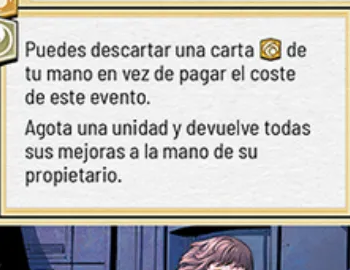 Puedes descartar una carta de
tu mano en vez de pagar el coste
de este evento.
Agota una unidad y devuelve todas
sus mejoras a la mano de su
propietario.